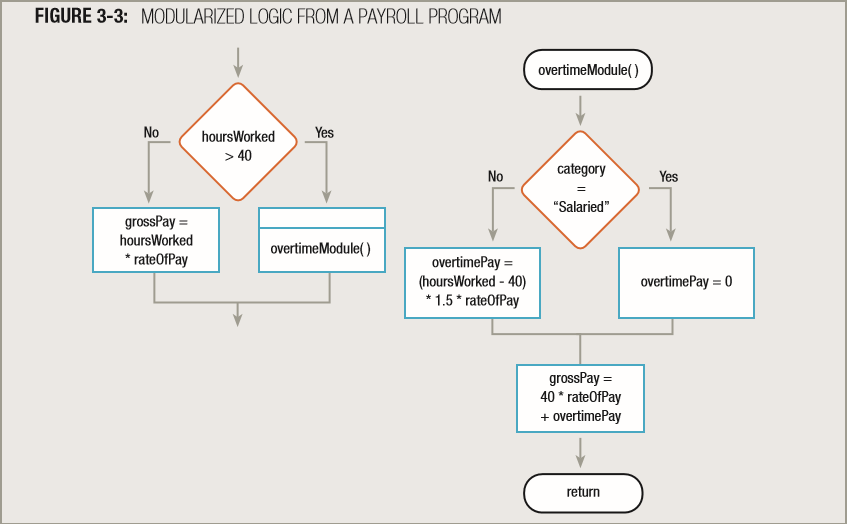 FIGURE 3-3: MODULARIZED LOGIC FROM A PAYROLL PROGRAM
hoursWorked
> 40
No
Yes
grossPay =
hoursWorked
* rateOfPay
overtimeModule( )
overtimeModule( )
category
=
“Salaried”
No
Yes
overtimePay =
(hoursWorked - 40)
* 1.5 * rateOfPay
overtimePay = 0
grossPay =
40 * rateOfPay
+ overtimePay
return